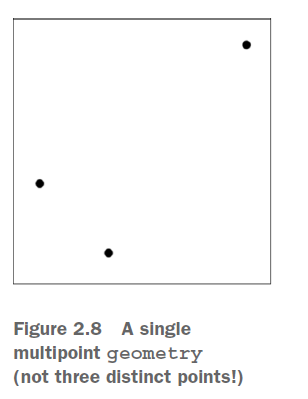 Figure 2.8 A single
multipoint geometry
(not three distinct points!)